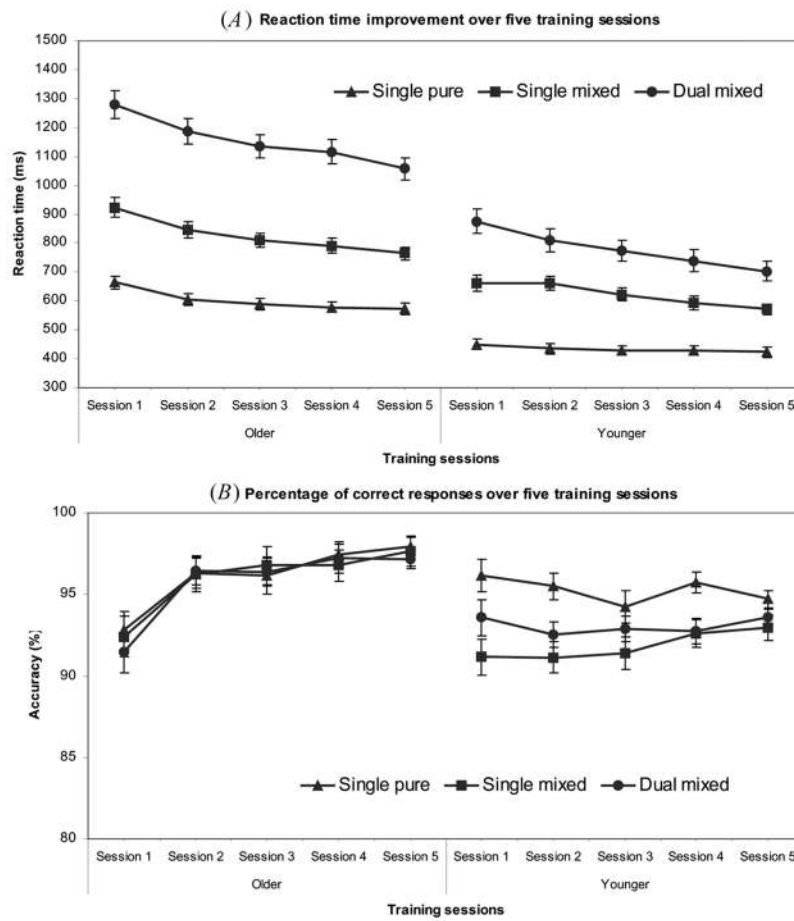 (A) Reaction time improvement over five training sessions
1500
1400
1300
1200
1100
1000
900
800
700
600
500
400
300
Reaction time (ms)
Single pure Single mixed Dual mixed
Session 1 Session 2 Session 3 Session 4 Session 5 Session 1 Session 2 Session 3 Session 4 Session 5
Older Younger
Training sessions
(B) Percentage of correct responses over five training sessions
100
95
90
85
80
Accuracy (%)
Single pure Single mixed Dual mixed
Session 1 Session 2 Session 3 Session 4 Session 5 Session 1 Session 2 Session 3 Session 4 Session 5
Older Younger
Training sessions